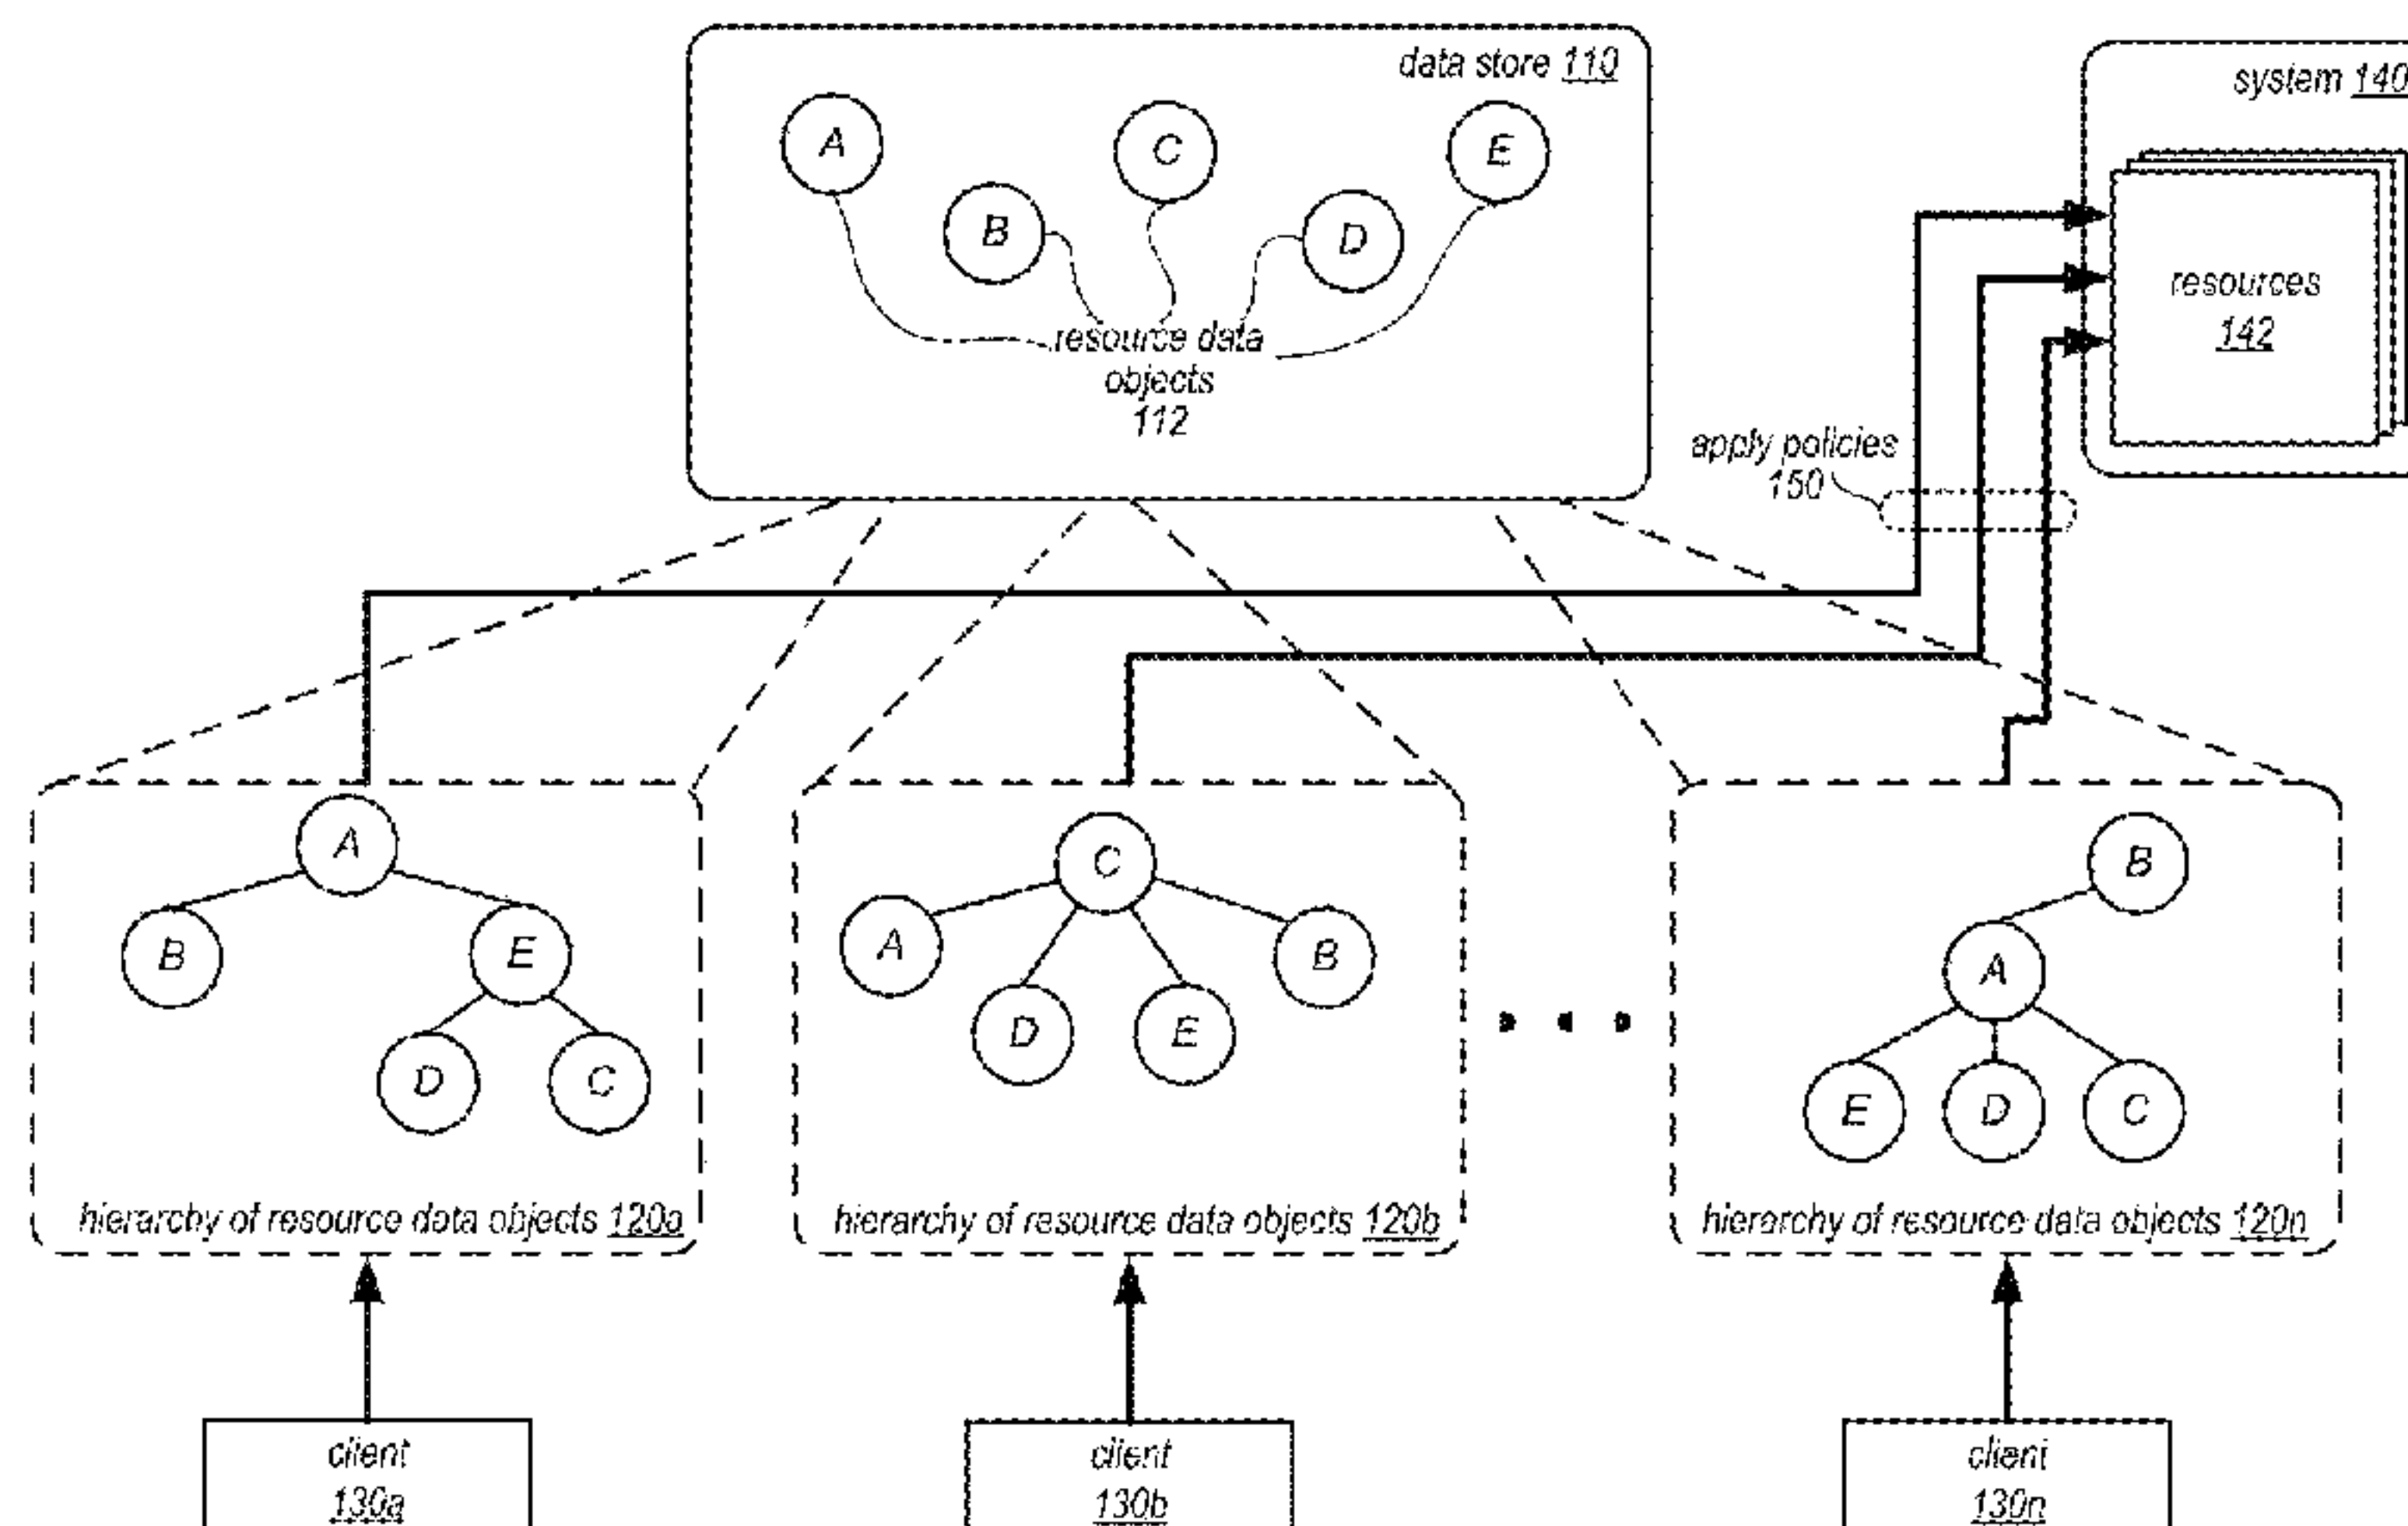 data store 110
A
C
E
B
D
resource data
objects
112
system 140
resources
142
apply policies
150
A
B
E
D
C
hierarchy of resource data objects 120a
C
A
B
D
E
hierarchy of resource data objects 120b
B
A
E
D
C
hierarchy of resource data objects 120n
client
130a
client
130b
client
130n